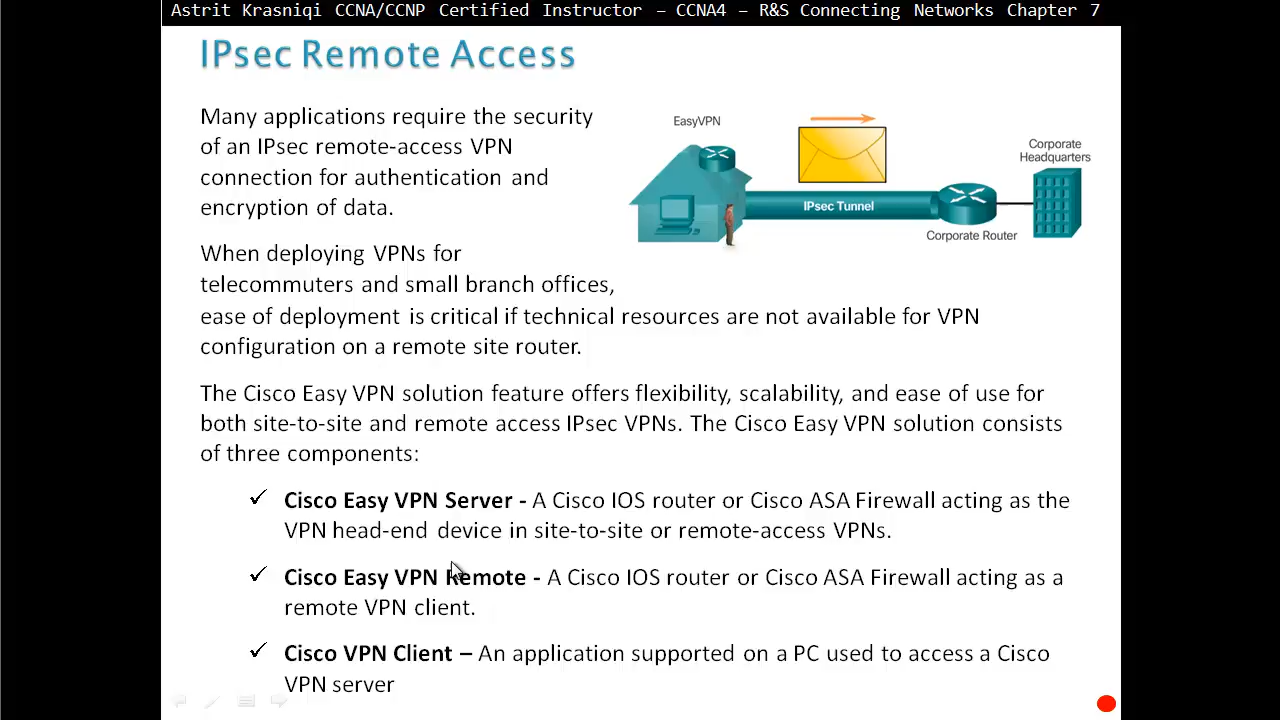 Astrit Krasniqi CCNA/CCNP Certified Instructor – CCNA4 – R&S Connecting Networks Chapter 7
IPsec Remote Access
Many applications require the security
of an IPsec remote-access VPN
connection for authentication and
encryption of data.
EasyVPN
IPsec Tunnel
Corporate
Headquarters
Corporate Router
When deploying VPNs for
telecommuters and small branch offices,
ease of deployment is critical if technical resources are not available for VPN
configuration on a remote site router.
The Cisco Easy VPN solution feature offers flexibility, scalability, and ease of use for
both site-to-site and remote access IPsec VPNs. The Cisco Easy VPN solution consists
of three components:
✓ Cisco Easy VPN Server - A Cisco IOS router or Cisco ASA Firewall acting as the
VPN head-end device in site-to-site or remote-access VPNs.
✓ Cisco Easy VPN Remote - A Cisco IOS router or Cisco ASA Firewall acting as a
remote VPN client.
✓ Cisco VPN Client – An application supported on a PC used to access a Cisco
VPN server